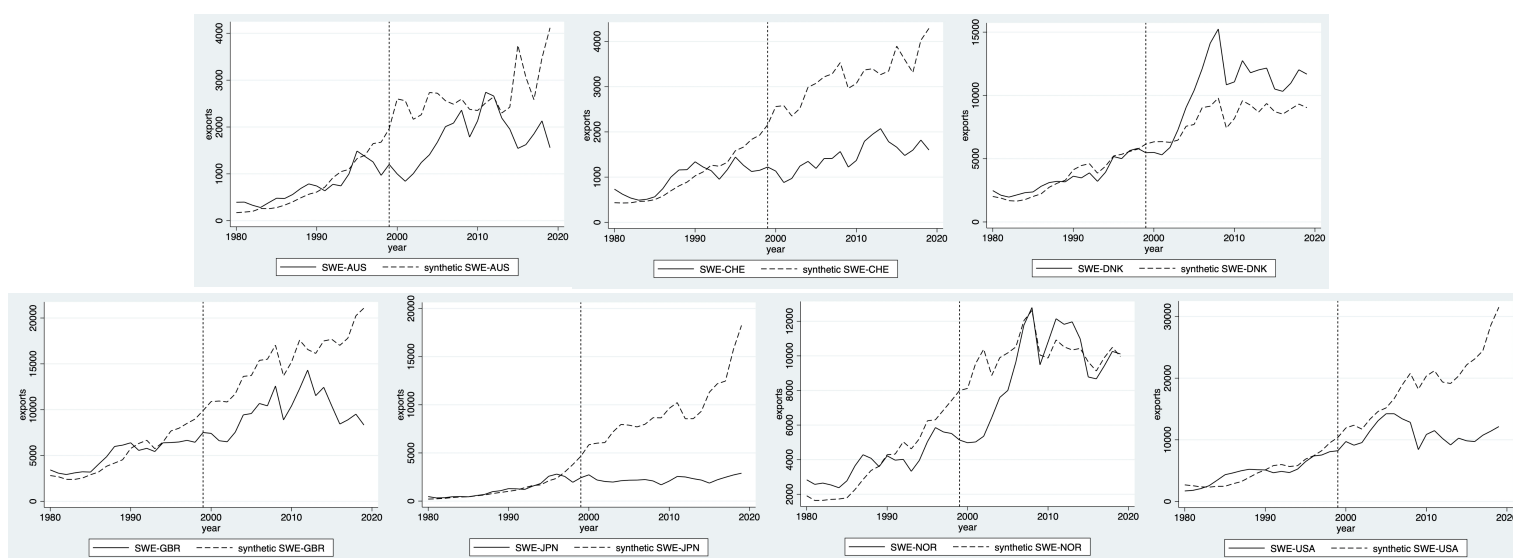 exports
0 1000 2000 3000 4000
1980 1990 2000 2010 2020
year
SWE-AUS synthetic SWE-AUS
exports
0 1000 2000 3000 4000
1980 1990 2000 2010 2020
year
SWE-CHE synthetic SWE-CHE
exports
0 5000 10000 15000
1980 1990 2000 2010 2020
year
SWE-DNK synthetic SWE-DNK
exports
0 5000 10000 15000 20000
1980 1990 2000 2010 2020
year
SWE-GBR synthetic SWE-GBR
exports
0 5000 10000 15000 20000
1980 1990 2000 2010 2020
year
SWE-JPN synthetic SWE-JPN
exports
2000 4000 6000 8000 10000 12000
1980 1990 2000 2010 2020
year
SWE-NOR synthetic SWE-NOR
exports
0 10000 20000 30000
1980 1990 2000 2010 2020
year
SWE-USA synthetic SWE-USA